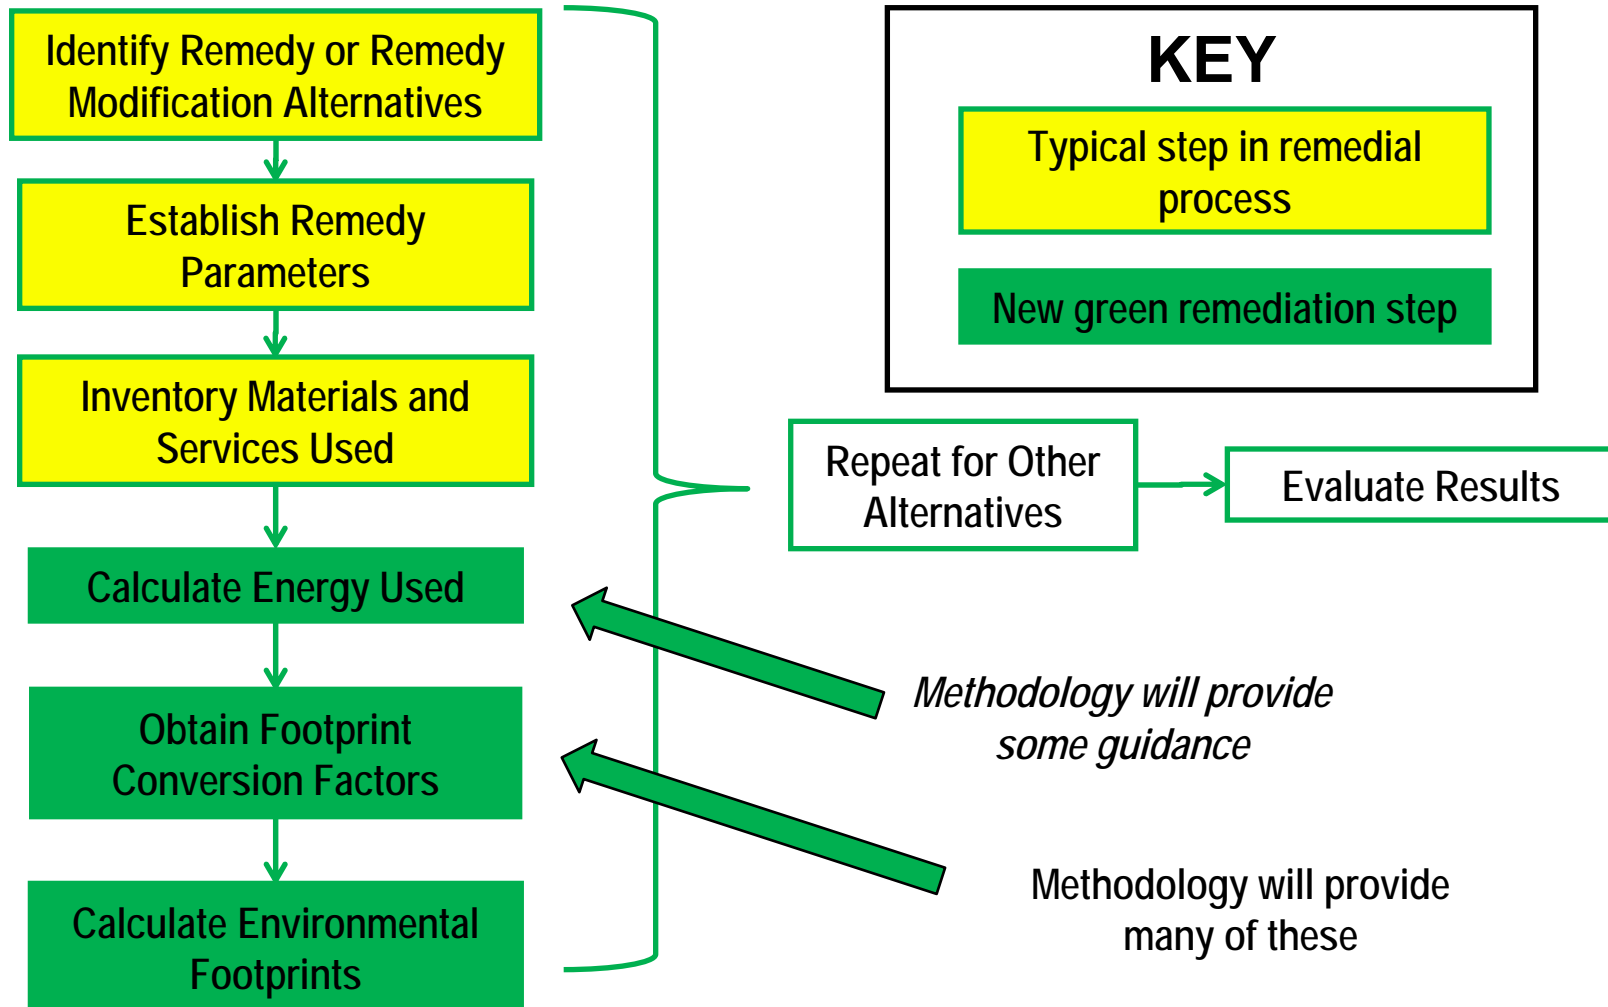 Identify Remedy or Remedy
Modification Alternatives
Establish Remedy
Parameters
Inventory Materials and
Services Used
Calculate Energy Used
Obtain Footprint
Conversion Factors
Calculate Environmental
Footprints
KEY
Typical step in remedial
process
New green remediation step
Repeat for Other
Alternatives
Evaluate Results
Methodology will provide
some guidance
Methodology will provide
many of these